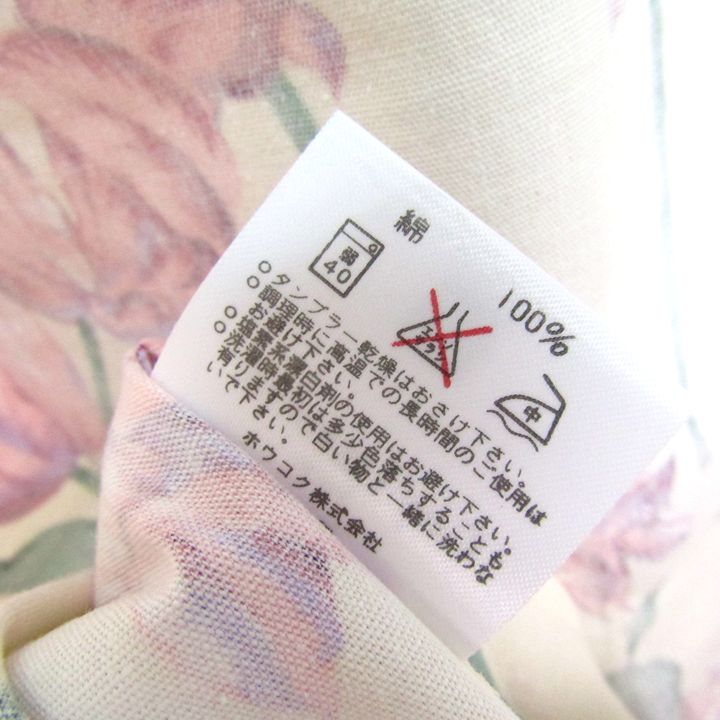 綿 100%
弱
40
エンソ
サラシ
中
○タンブラー乾燥はおさけ下さい。
○調理時に高温での長時間のご使用は
お避け下さい。
○塩素系漂白剤の使用はお避け下さい。
○洗濯時最初は多少色落ちすることも
有りますので白い物と一緒に洗わな
いで下さい。
ホウコク株式会社